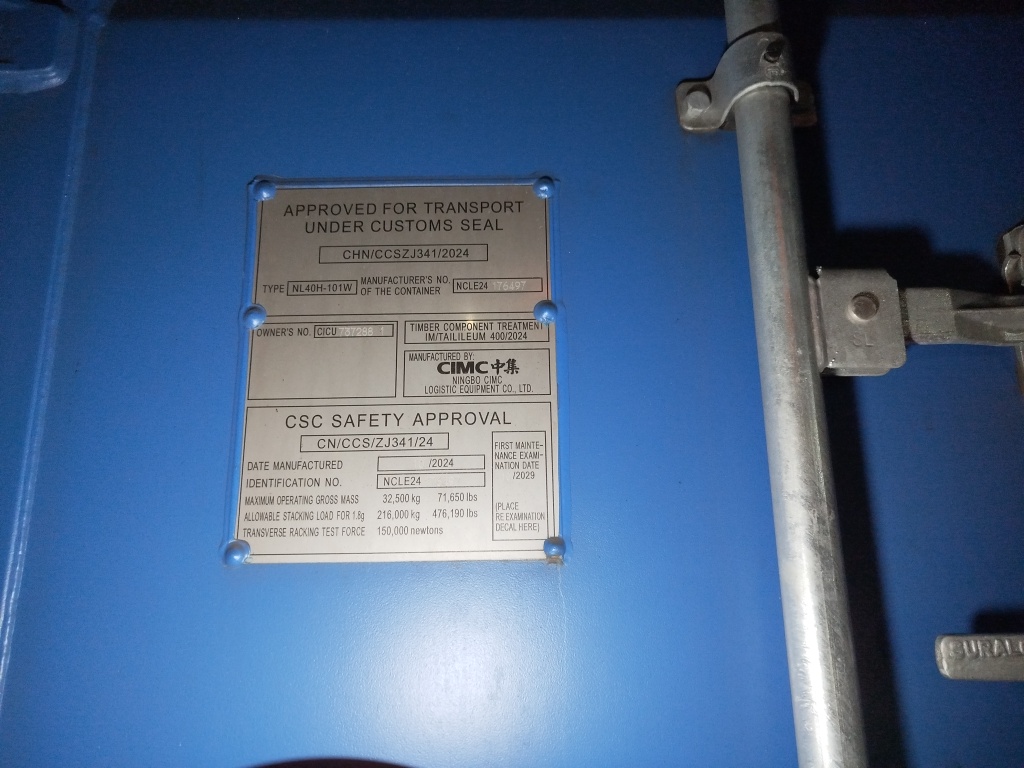 APPROVED FOR TRANSPORT
UNDER CUSTOMS SEAL
CHN/CCSZJ341/2024
TYPE NL40H-101W MANUFACTURER'S NO. OF THE CONTAINER NCLE24 176497
OWNER'S NO. CICU 787288 1
TIMBER COMPONENT TREATMENT
IM/TAILILEUM 400/2024
MANUFACTURED BY:
CIMC 中集
NINGBO CIMC
LOGISTIC EQUIPMENT CO., LTD.
CSC SAFETY APPROVAL
CN/CCS/ZJ341/24
DATE MANUFACTURED /2024
IDENTIFICATION NO. NCLE24
MAXIMUM OPERATING GROSS MASS 32,500 kg 71,650 lbs
ALLOWABLE STACKING LOAD FOR 1.8g 216,000 kg 476,190 lbs
TRANSVERSE RACKING TEST FORCE 150,000 newtons
FIRST MAINTE-
NANCE EXAMI-
NATION DATE
/2029
(PLACE
RE EXAMINATION
DECAL HERE)